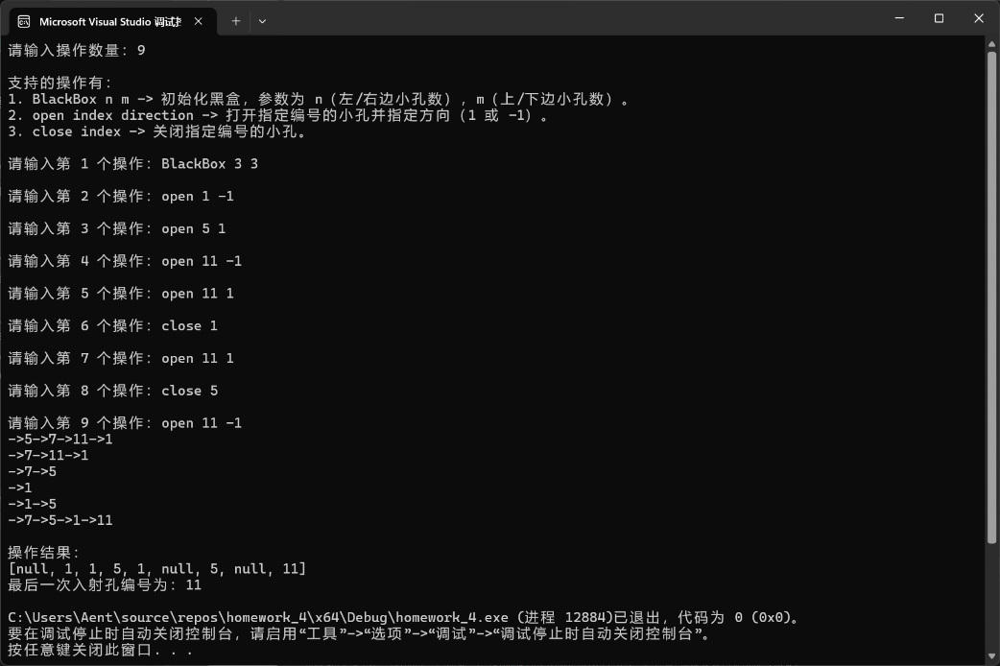 Microsoft Visual Studio 调试
请输入操作数量: 9
支持的操作有:
1. BlackBox n m -> 初始化黑盒，参数为 n（左/右边小孔数）, m（上/下边小孔数）。
2. open index direction -> 打开指定编号的小孔并指定方向（1 或 -1）。
3. close index -> 关闭指定编号的小孔。
请输入第 1 个操作: BlackBox 3 3
请输入第 2 个操作: open 1 -1
请输入第 3 个操作: open 5 1
请输入第 4 个操作: open 11 -1
请输入第 5 个操作: open 11 1
请输入第 6 个操作: close 1
请输入第 7 个操作: open 11 1
请输入第 8 个操作: close 5
请输入第 9 个操作: open 11 -1
->5->7->11->1
->7->11->1
->7->5
->1
->1->5
->7->5->1->11
操作结果:
[null, 1, 1, 5, 1, null, 5, null, 11]
最后一次入射孔编号为: 11
C:\Users\Aent\source\repos\homework_4\x64\Debug\homework_4.exe (进程 12884)已退出，代码为 0 (0x0)。
要在调试停止时自动关闭控制台，请启用“工具”->“选项”->“调试”->“调试停止时自动关闭控制台”。
按任意键关闭此窗口. . .